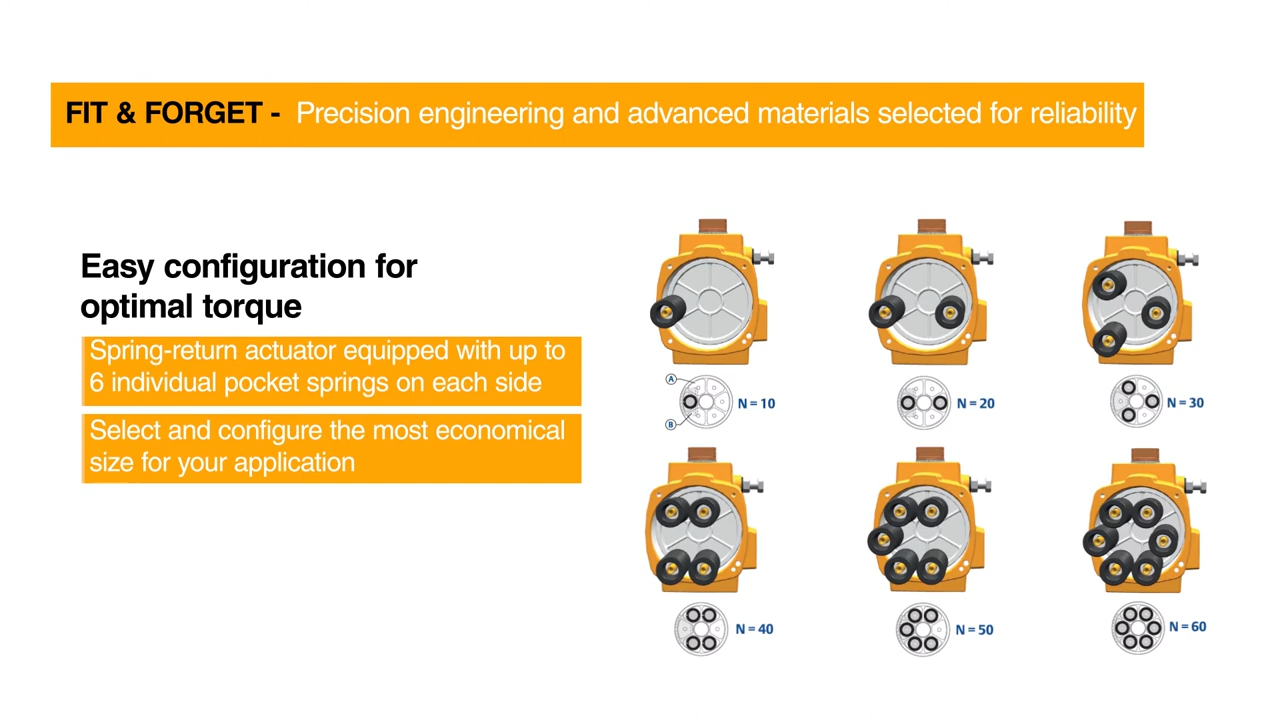 FIT & FORGET - Precision engineering and advanced materials selected for reliability
Easy configuration for
optimal torque
Spring-return actuator equipped with up to
6 individual pocket springs on each side
Select and configure the most economical
size for your application
A
B
N = 10
N = 20
N = 30
N = 40
N = 50
N = 60